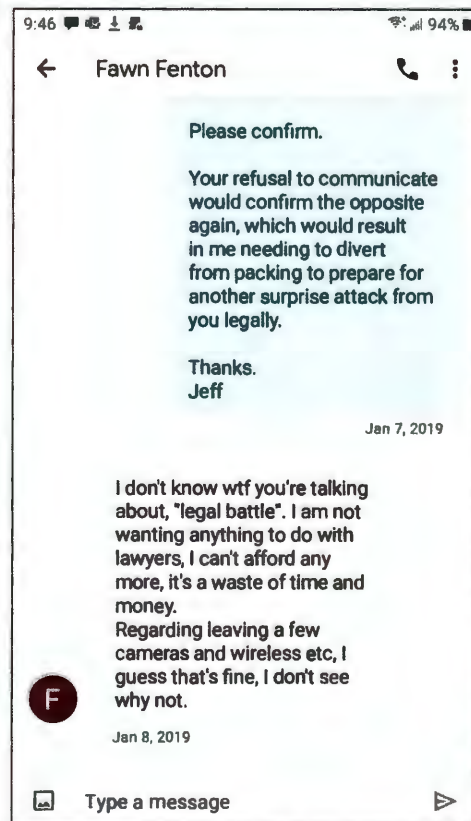 9:46 94%
Fawn Fenton
Please confirm.
Your refusal to communicate
would confirm the opposite
again, which would result
in me needing to divert
from packing to prepare for
another surprise attack from
you legally.
Thanks.
Jeff
Jan 7, 2019
I don't know wtf you're talking
about, "legal battle". I am not
wanting anything to do with
lawyers, I can't afford any
more, it's a waste of time and
money.
Regarding leaving a few
cameras and wireless etc, I
guess that's fine, I don't see
why not.
F
Jan 8, 2019
Type a message